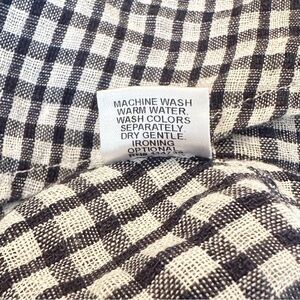 MACHINE WASH
WARM WATER.
WASH COLORS
SEPARATELY.
DRY GENTLE.
IRONING
OPTIONAL.